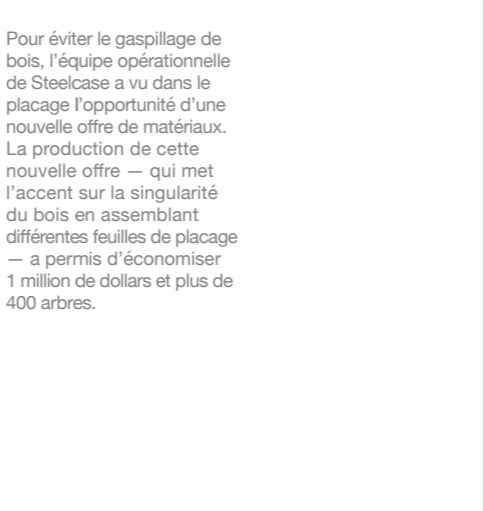 Pour éviter le gaspillage de
bois, l’équipe opérationnelle
de Steelcase a vu dans le
placage l’opportunité d’une
nouvelle offre de matériaux.
La production de cette
nouvelle offre — qui met
l’accent sur la singularité
du bois en assemblant
différentes feuilles de placage
— a permis d’économiser
1 million de dollars et plus de
400 arbres.